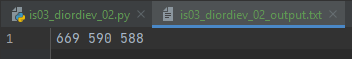 is03_diordiev_02.py is03_diordiev_02_output.txt
1 669 590 588